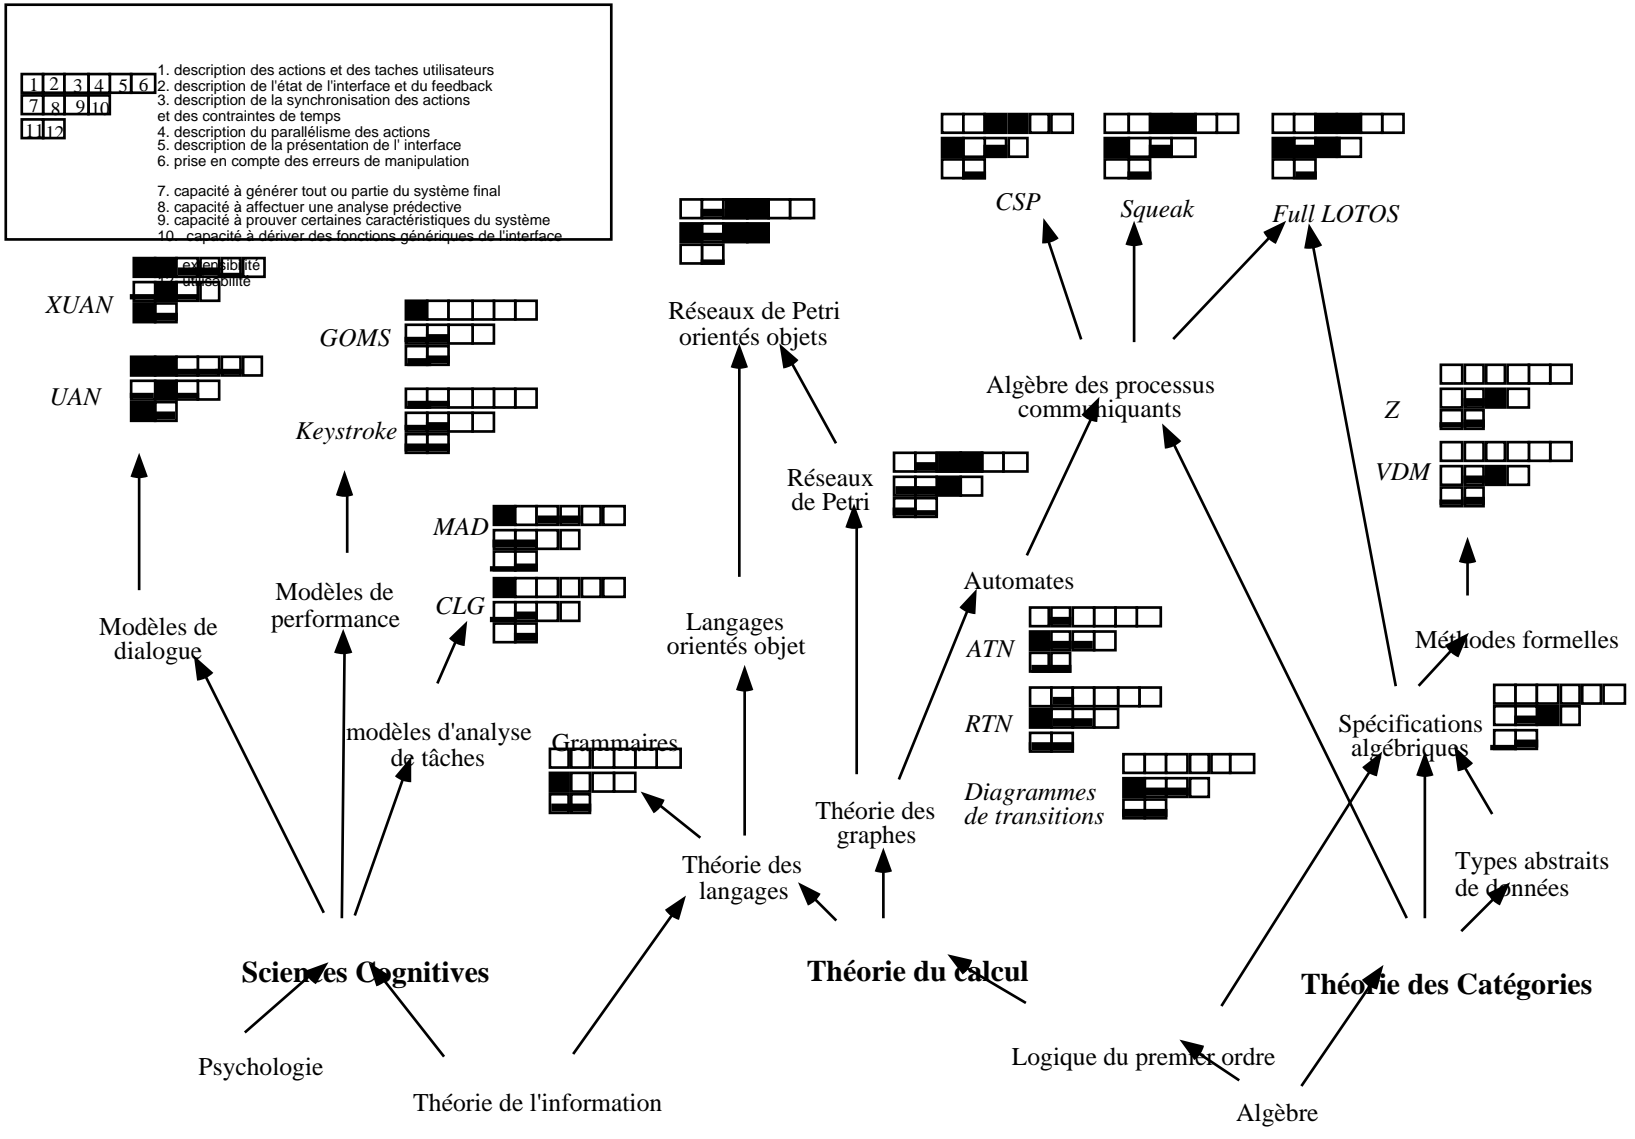 1 2 3 4 5 6
7 8 9 10
11 12
1. description des actions et des taches utilisateurs
2. description de l'état de l'interface et du feedback
3. description de la synchronisation des actions
et des contraintes de temps
4. description du parallélisme des actions
5. description de la présentation de l' interface
6. prise en compte des erreurs de manipulation
7. capacité à générer tout ou partie du système final
8. capacité à affectuer une analyse prédective
9. capacité à prouver certaines caractéristiques du système
10. capacité à dériver des fonctions génériques de l'interface
extensibilité
utilisabilité
XUAN
UAN
GOMS
Keystroke
MAD
CLG
Réseaux de Petri
orientés objets
CSP
Squeak
Full LOTOS
Algèbre des processus
communiquants
Z
VDM
Réseaux
de Petri
Automates
ATN
RTN
Diagrammes
de transitions
Modèles de
dialogue
Modèles de
performance
modèles d'analyse
de tâches
Grammaires
Langages
orientés objet
Théorie des
langages
Théorie des
graphes
Méthodes formelles
Spécifications
algébriques
Types abstraits
de données
Sciences Cognitives
Théorie du calcul
Théorie des Catégories
Psychologie
Théorie de l'information
Logique du premier ordre
Algèbre